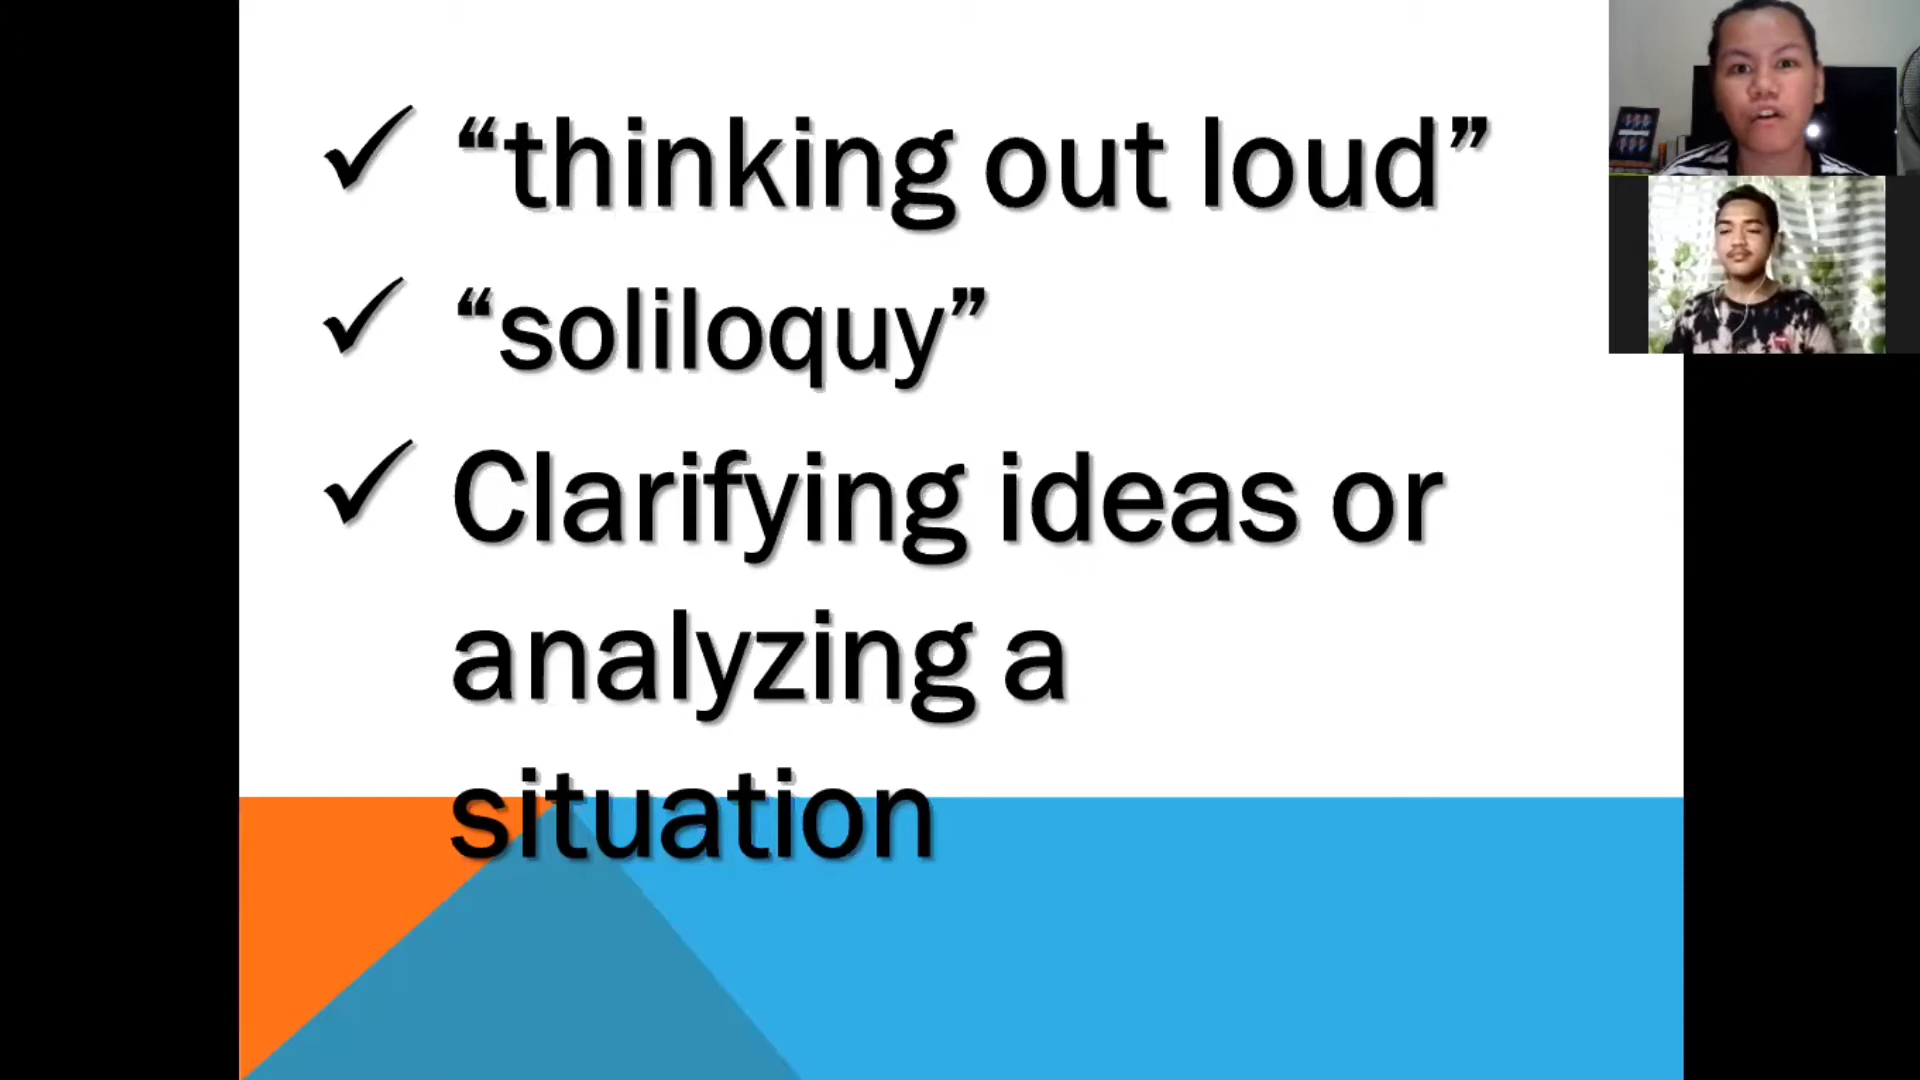 ✓ “thinking out loud”
✓ “soliloquy”
✓ Clarifying ideas or
analyzing a
situation